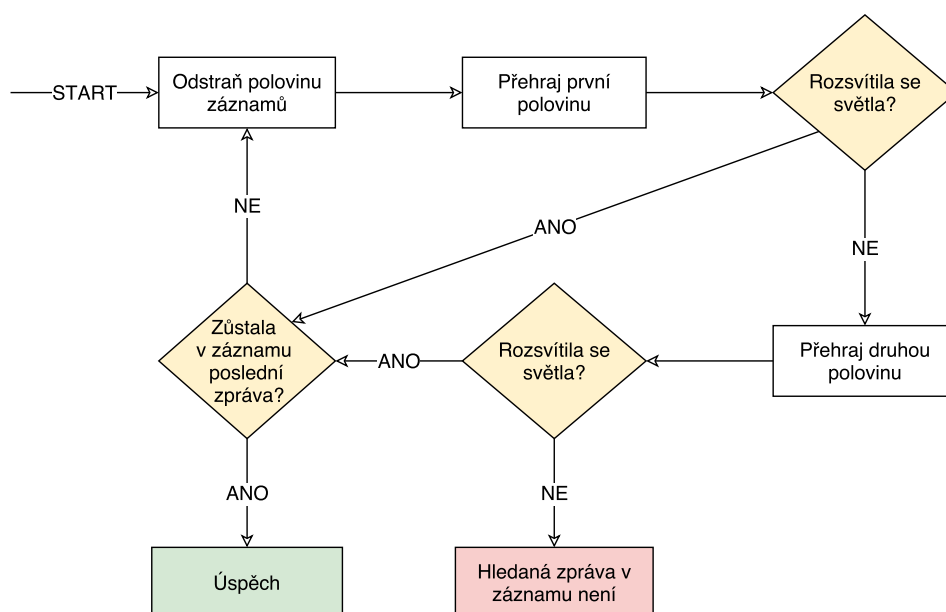 START
Odstraň polovinu
záznamů
Přehraj první
polovinu
Rozsvítila se
světla?
NE
ANO
NE
Zůstala
v záznamu
poslední
zpráva?
ANO
Rozsvítila se
světla?
Přehraj druhou
polovinu
ANO
NE
Úspěch
Hledaná zpráva v
záznamu není